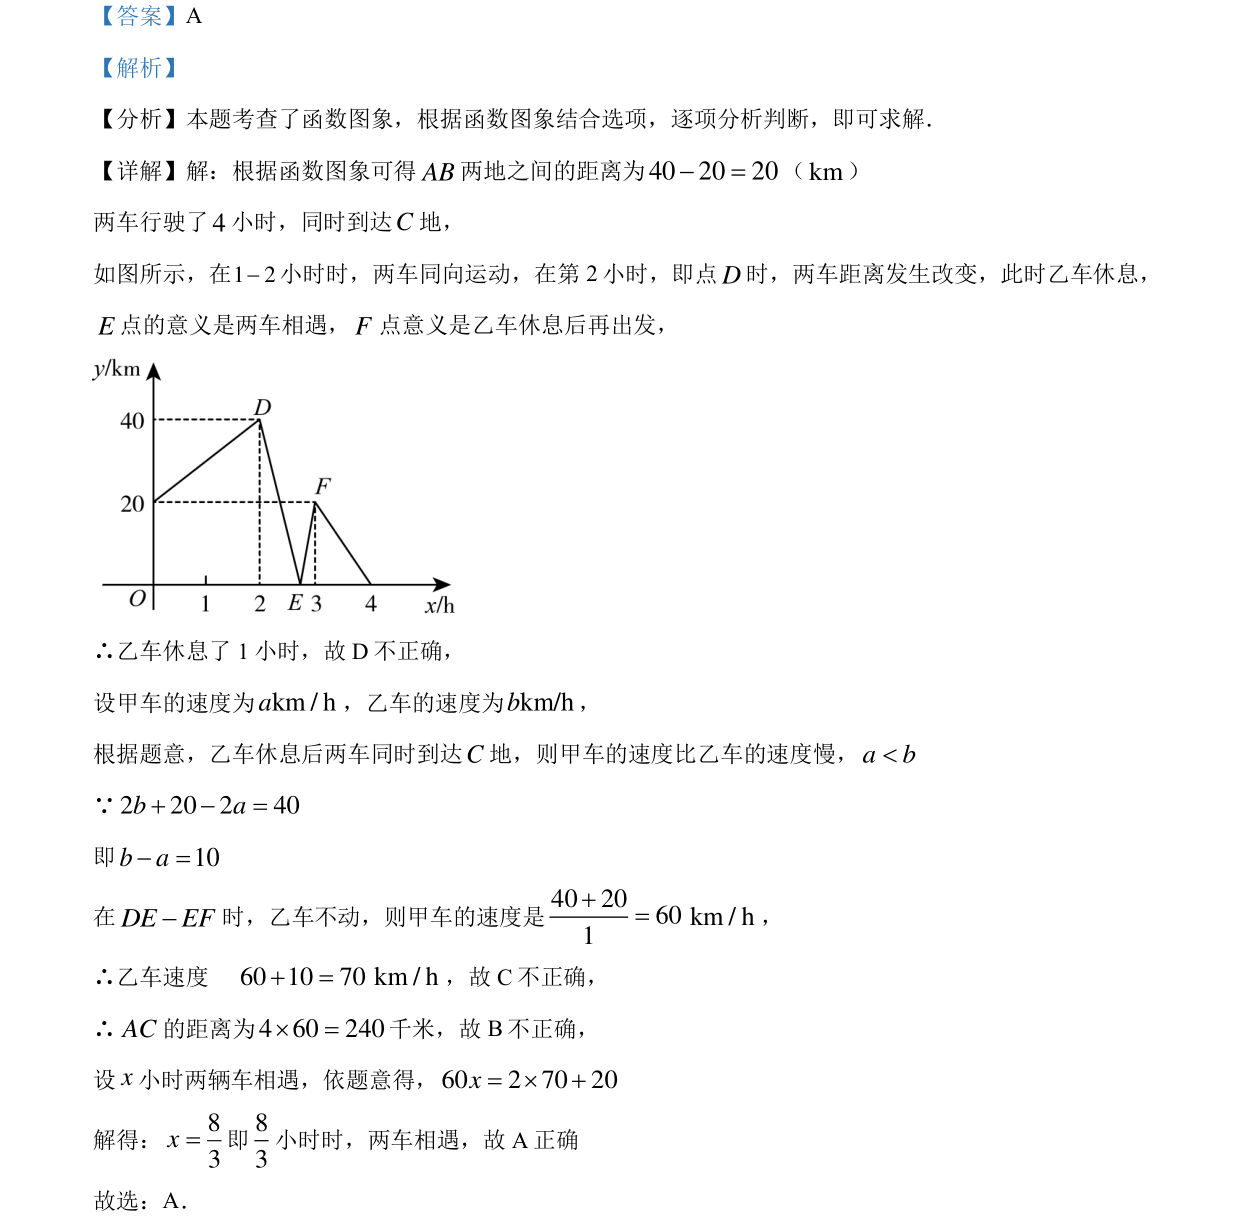 【答案】A
【解析】
【分析】本题考查了函数图象，根据函数图象结合选项，逐项分析判断，即可求解．
【详解】解：根据函数图象可得 AB 两地之间的距离为 40－20＝20（km）
两车行驶了 4 小时，同时到达 C 地，
如图所示，在 1－2 小时时，两车同向运动，在第 2 小时，即点 D 时，两车距离发生改变，此时乙车休息，
E 点的意义是两车相遇， F 点意义是乙车休息后再出发，
y/km
D
40
F
20
O 1 2 E 3 4 x/h
∴乙车休息了 1 小时，故 D 不正确，
设甲车的速度为 akm / h ，乙车的速度为 bkm/h ，
根据题意，乙车休息后两车同时到达 C 地，则甲车的速度比乙车的速度慢， a < b
∵ 2b + 20 − 2a = 40
即 b − a = 10
在 DE − EF 时，乙车不动，则甲车的速度是 (40+20)/1 = 60 km / h ，
∴乙车速度 60 + 10 = 70 km / h ，故 C 不正确，
∴ AC 的距离为 4×60 = 240 千米，故 B 不正确，
设 x 小时两辆车相遇，依题意得， 60x = 2×70 + 20
解得： x = 8/3 即 8/3 小时时，两车相遇，故 A 正确
故选：A．